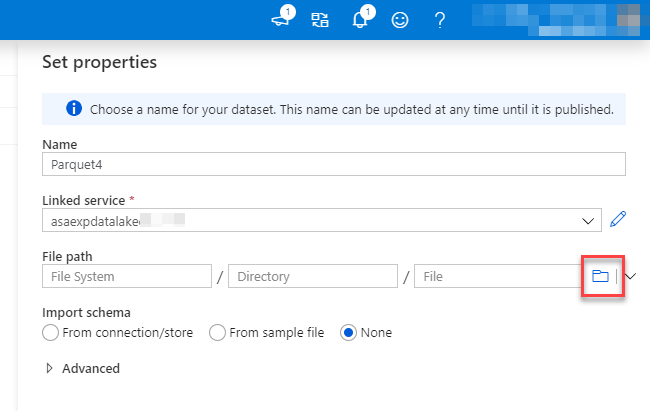 1 1 ?
Set properties
Choose a name for your dataset. This name can be updated at any time until it is published.
Name
Parquet4
Linked service *
asaexpdatalake
File path
File System / Directory / File
Import schema
From connection/store From sample file None
Advanced